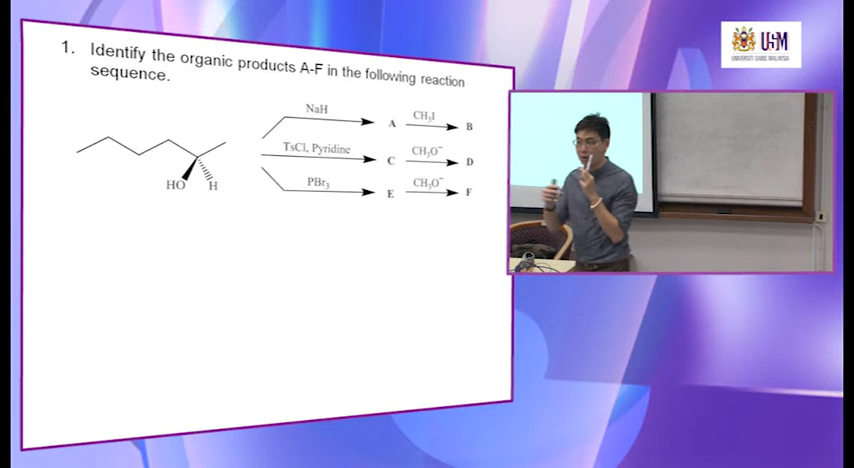 USM
UNIVERSITI SAINS MALAYSIA
1. Identify the organic products A-F in the following reaction
sequence.
NaH
A
CH₃I
B
TsCl, Pyridine
C
CH₃O⁻
D
PBr₃
E
CH₃O⁻
F
HO
H